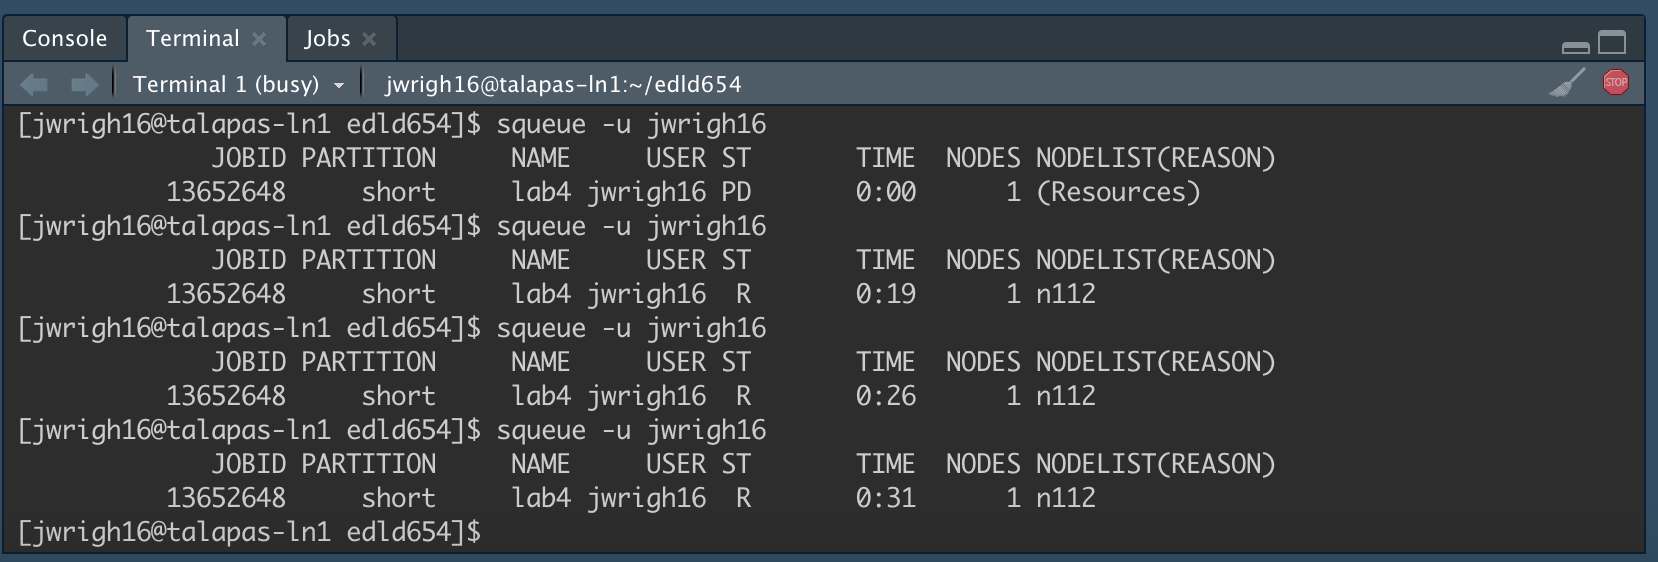 Console Terminal Jobs
Terminal 1 (busy) jwrigh16@talapas-ln1:~/edld654 STOP
[jwrigh16@talapas-ln1 edld654]$ squeue -u jwrigh16
JOBID PARTITION NAME USER ST TIME NODES NODELIST(REASON)
13652648 short lab4 jwrigh16 PD 0:00 1 (Resources)
[jwrigh16@talapas-ln1 edld654]$ squeue -u jwrigh16
JOBID PARTITION NAME USER ST TIME NODES NODELIST(REASON)
13652648 short lab4 jwrigh16 R 0:19 1 n112
[jwrigh16@talapas-ln1 edld654]$ squeue -u jwrigh16
JOBID PARTITION NAME USER ST TIME NODES NODELIST(REASON)
13652648 short lab4 jwrigh16 R 0:26 1 n112
[jwrigh16@talapas-ln1 edld654]$ squeue -u jwrigh16
JOBID PARTITION NAME USER ST TIME NODES NODELIST(REASON)
13652648 short lab4 jwrigh16 R 0:31 1 n112
[jwrigh16@talapas-ln1 edld654]$